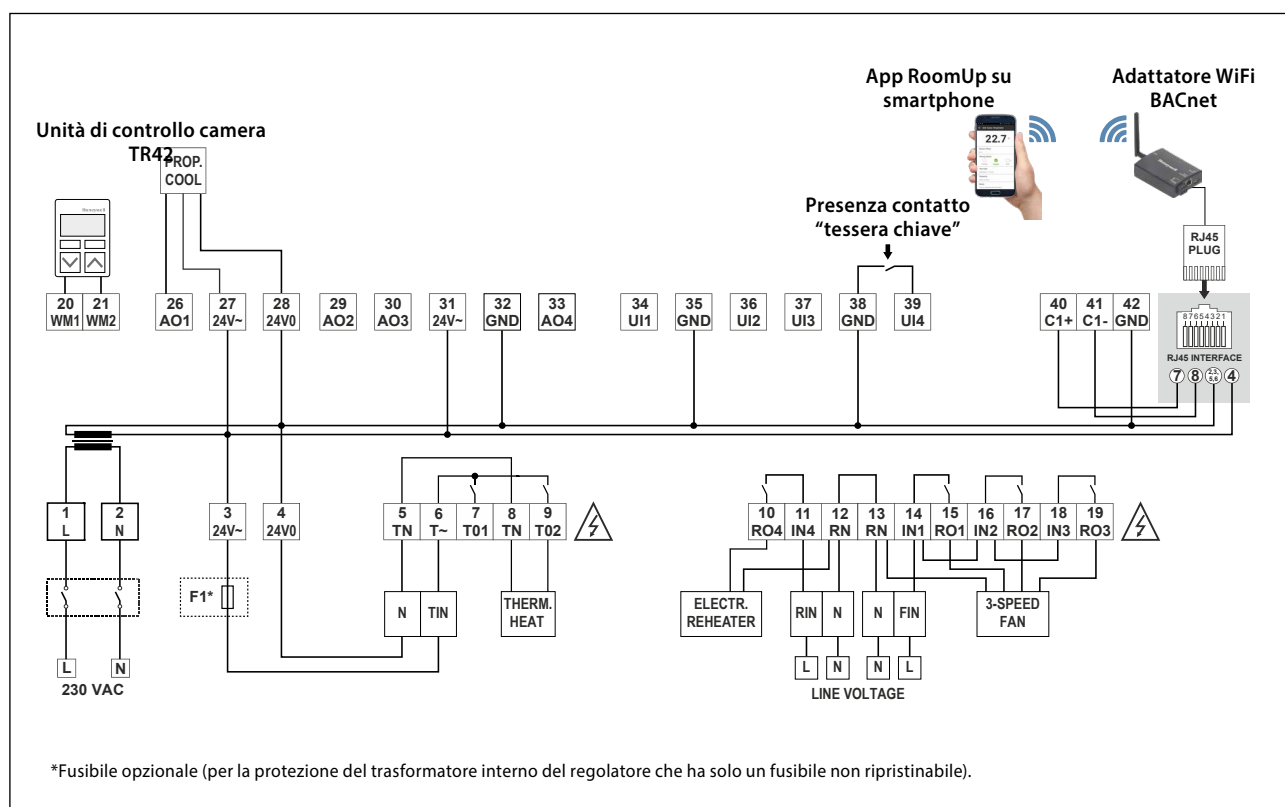 App RoomUp su
smartphone
Adattatore WiFi
BACnet
Unità di controllo camera
TR42
PROP.
COOL
22.7
Presenza contatto
“tessera chiave”
RJ45
PLUG
Honeywell
20 21 26 27 28 29 30 31 32 33 34 35 36 37 38 39 40 41 42
WM1 WM2 AO1 24V~ 24V0 AO2 AO3 24V~ GND AO4 UI1 GND UI2 UI3 GND UI4 C1+ C1- GND
87654321
RJ45 INTERFACE
7 8 2,3, 5,6 4
1 2 3 4 5 6 7 8 9 10 11 12 13 14 15 16 17 18 19
L N 24V~ 24V0 TN T~ T01 TN T02 RO4 IN4 RN RN IN1 RO1 IN2 RO2 IN3 RO3
F1*
N TIN THERM. HEAT
ELECTR. REHEATER
RIN N N FIN
3-SPEED FAN
L N
230 VAC
L N N L
LINE VOLTAGE
*Fusibile opzionale (per la protezione del trasformatore interno del regolatore che ha solo un fusibile non ripristinabile).